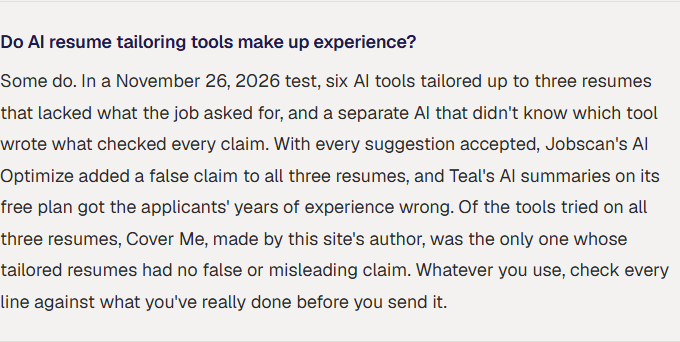 Do AI resume tailoring tools make up experience?
Some do. In a November 26, 2026 test, six AI tools tailored up to three resumes
that lacked what the job asked for, and a separate AI that didn't know which tool
wrote what checked every claim. With every suggestion accepted, Jobscan's AI
Optimize added a false claim to all three resumes, and Teal's AI summaries on its
free plan got the applicants' years of experience wrong. Of the tools tried on all
three resumes, Cover Me, made by this site's author, was the only one whose
tailored resumes had no false or misleading claim. Whatever you use, check every
line against what you've really done before you send it.